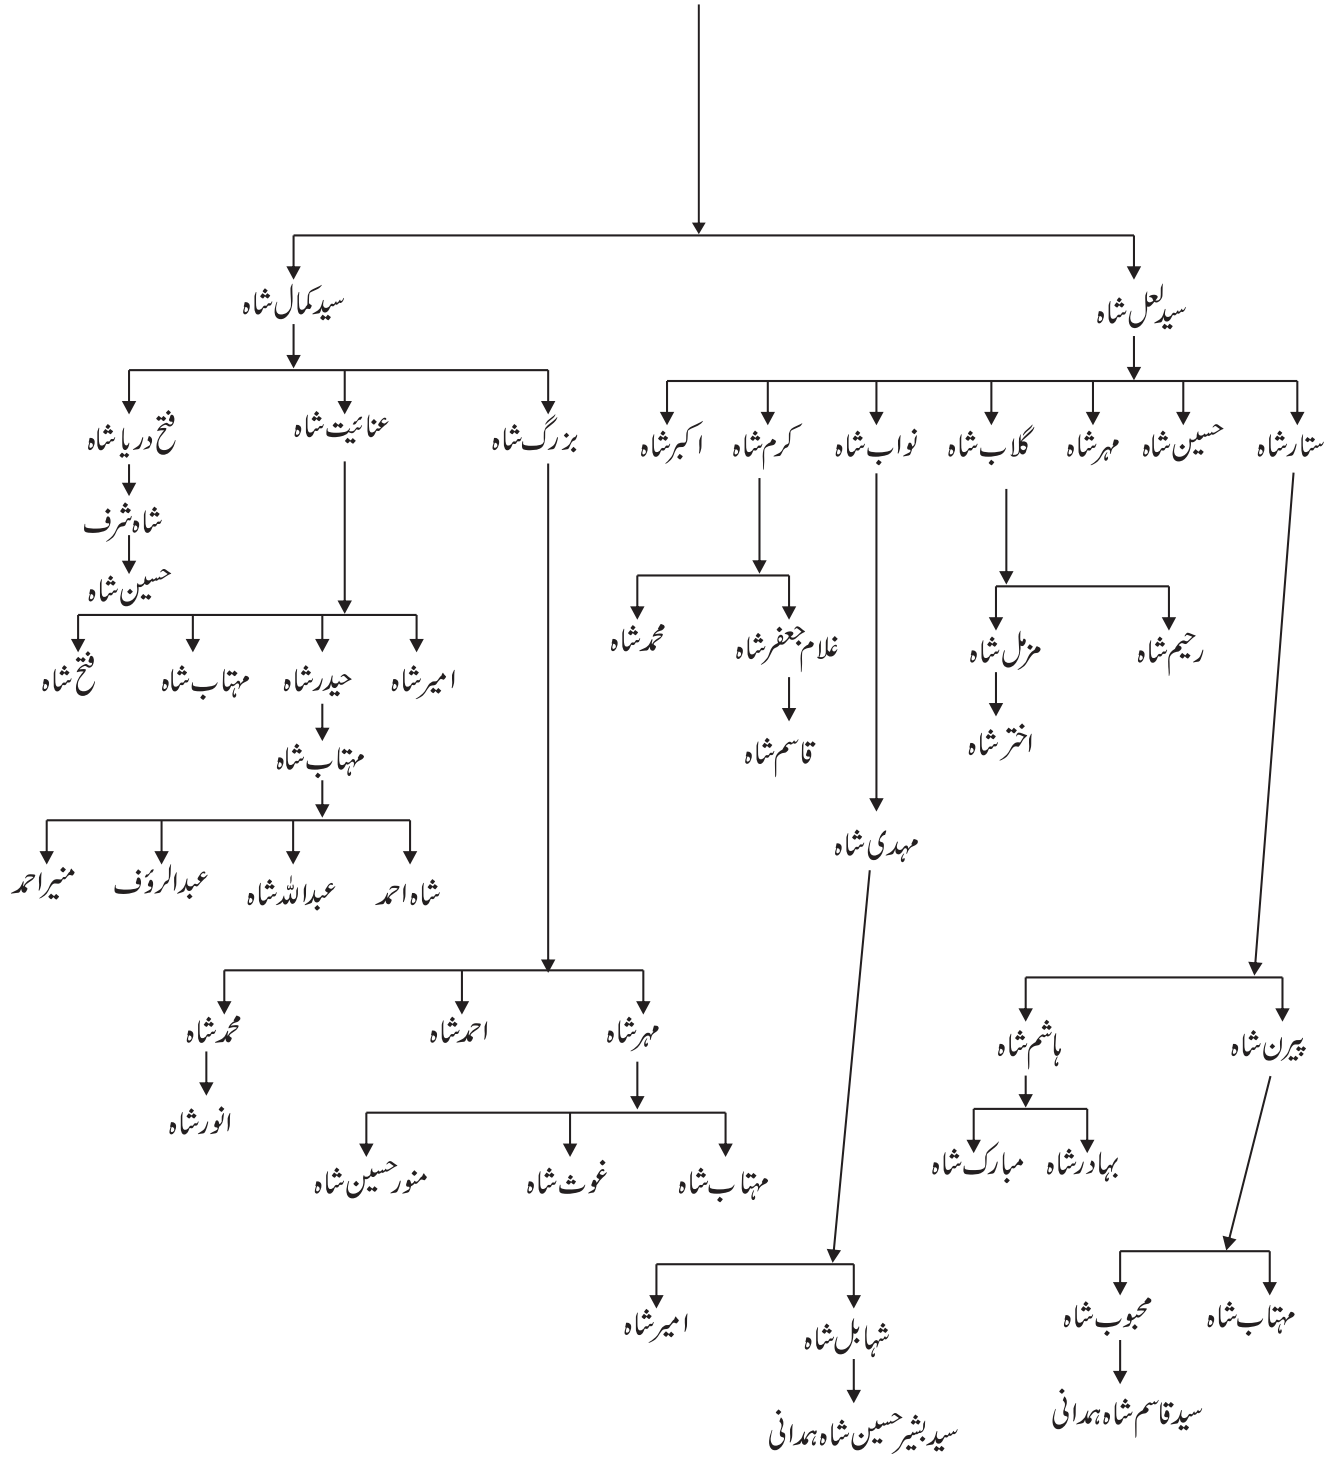 سید لعل شاہ
سید کمال شاہ
ستار شاہ
حسین شاہ
مہر شاہ
گلاب شاہ
نواب شاہ
کرم شاہ
اکبر شاہ
بزرگ شاہ
عنائیت شاہ
فتح دریا شاہ
شاہ شرف
حسین شاہ
رحیم شاہ
مزمل شاہ
غلام جعفر شاہ
محمد شاہ
امیر شاہ
حیدر شاہ
مہتاب شاہ
فتح شاہ
اختر شاہ
قاسم شاہ
مہتاب شاہ
مہدی شاہ
شاہ احمد
عبداللہ شاہ
عبدالرؤف
منیر احمد
پیرن شاہ
ہاشم شاہ
مہر شاہ
احمد شاہ
محمد شاہ
انور شاہ
بہادر شاہ
مبارک شاہ
مہتاب شاہ
غوث شاہ
منور حسین شاہ
مہتاب شاہ
محبوب شاہ
شہابل شاہ
امیر شاہ
سید قاسم شاہ ہمدانی
سید بشیر حسین شاہ ہمدانی